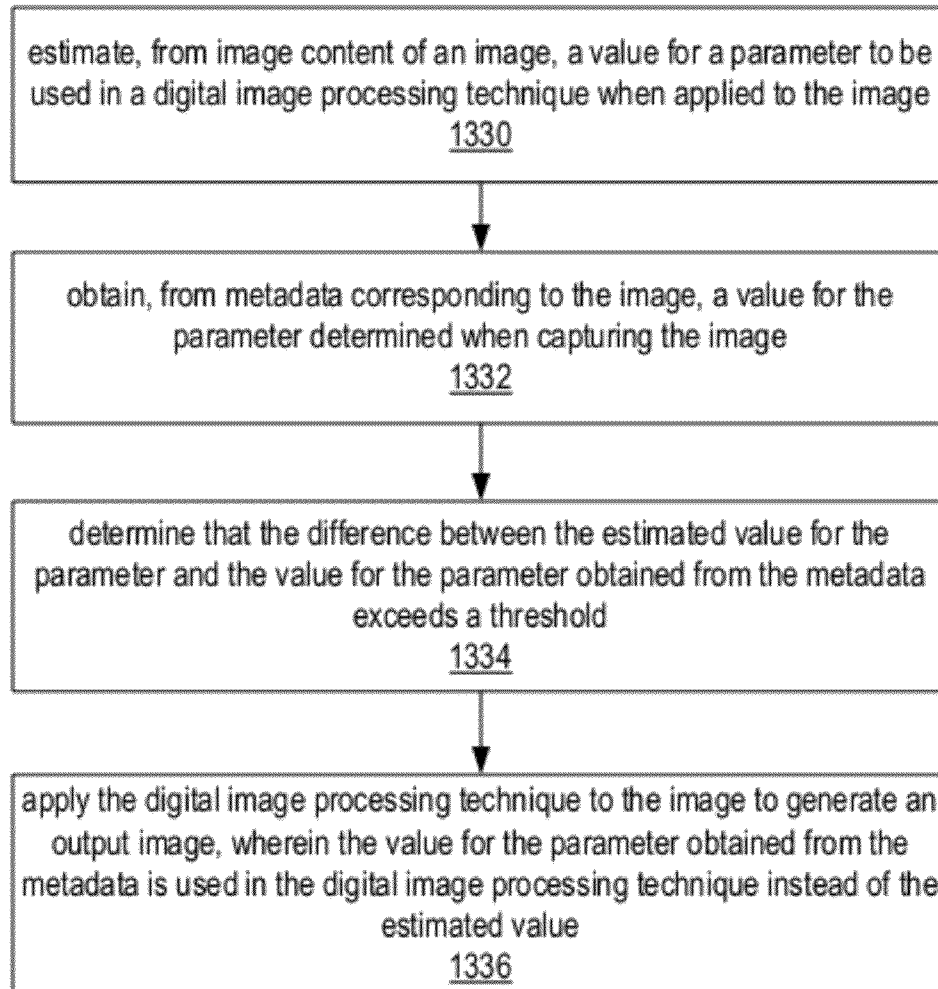 estimate, from image content of an image, a value for a parameter to be
used in a digital image processing technique when applied to the image
1330
obtain, from metadata corresponding to the image, a value for the
parameter determined when capturing the image
1332
determine that the difference between the estimated value for the
parameter and the value for the parameter obtained from the metadata
exceeds a threshold
1334
apply the digital image processing technique to the image to generate an
output image, wherein the value for the parameter obtained from the
metadata is used in the digital image processing technique instead of the
estimated value
1336